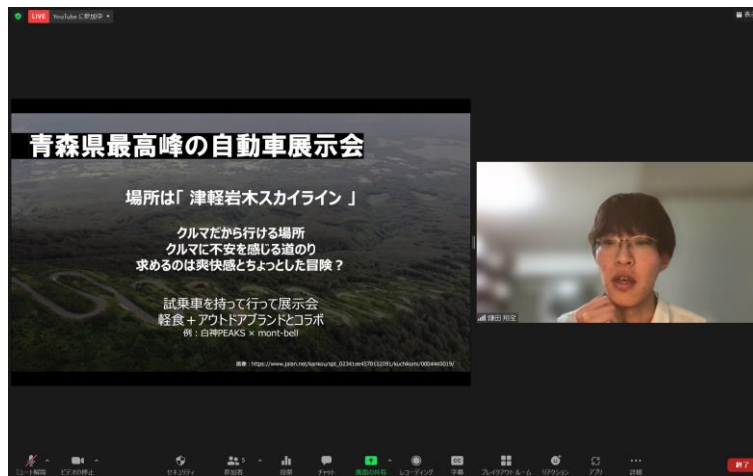 LIVE YouTube に参加中
青森県最高峰の自動車展示会
場所は「 津軽岩木スカイライン 」
クルマだから行ける場所
クルマに不安を感じる道のり
求めるのは爽快感とちょっとした冒険？
試乗車を持って行って展示会
軽食＋アウトドアブランドとコラボ
例：白神PEAKS × mont-bell
ミュート解除
ビデオの停止
セキュリティ
参加者
5
投票
チャット
画面の共有
レコーディング
字幕
ブレイクアウト ルーム
リアクション
アプリ
詳細
終了